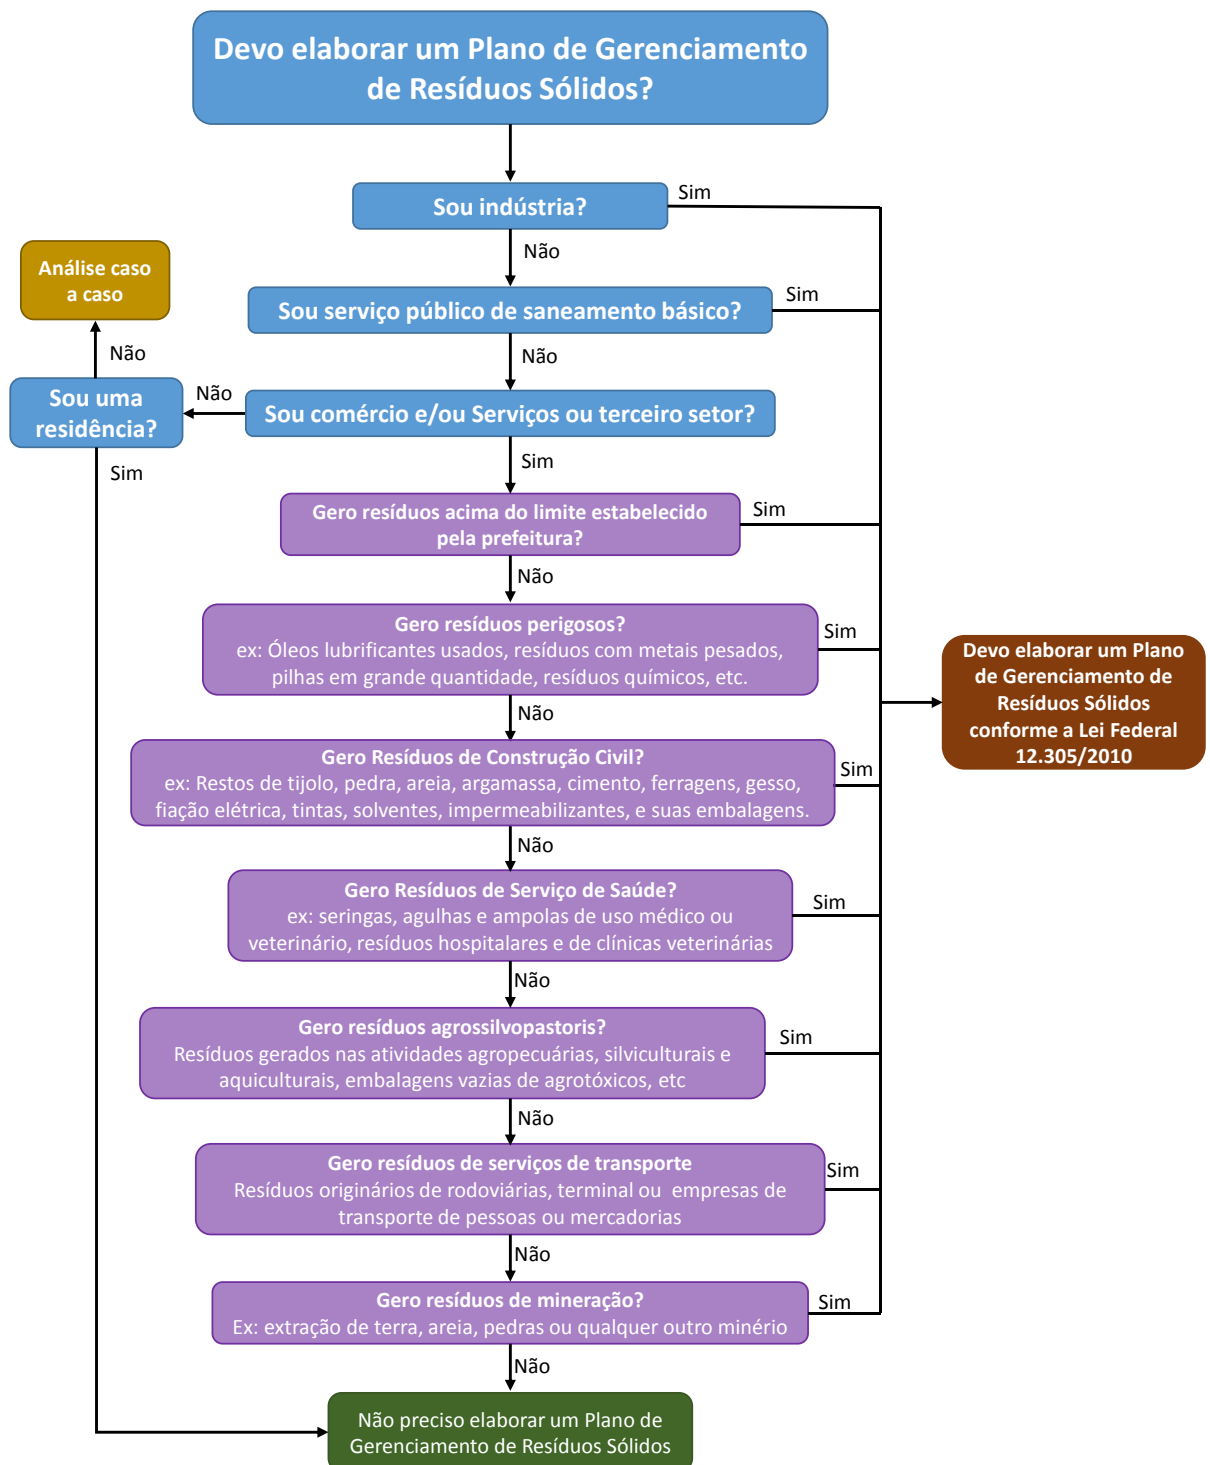 Devo elaborar um Plano de Gerenciamento
de Resíduos Sólidos?
Sou indústria?
Sim
Não
Análise caso
a caso
Sou serviço público de saneamento básico?
Sim
Não
Não
Sou uma
residência?
Não
Sou comércio e/ou Serviços ou terceiro setor?
Sim
Sim
Gero resíduos acima do limite estabelecido
pela prefeitura?
Sim
Não
Gero resíduos perigosos?
ex: Óleos lubrificantes usados, resíduos com metais pesados,
pilhas em grande quantidade, resíduos químicos, etc.
Sim
Não
Devo elaborar um Plano
de Gerenciamento de
Resíduos Sólidos
conforme a Lei Federal
12.305/2010
Gero Resíduos de Construção Civil?
ex: Restos de tijolo, pedra, areia, argamassa, cimento, ferragens, gesso,
fiação elétrica, tintas, solventes, impermeabilizantes, e suas embalagens.
Sim
Não
Gero Resíduos de Serviço de Saúde?
ex: seringas, agulhas e ampolas de uso médico ou
veterinário, resíduos hospitalares e de clínicas veterinárias
Sim
Não
Gero resíduos agrossilvopastoris?
Resíduos gerados nas atividades agropecuárias, silviculturais e
aquiculturais, embalagens vazias de agrotóxicos, etc
Sim
Não
Gero resíduos de serviços de transporte
Resíduos originários de rodoviárias, terminal ou  empresas de
transporte de pessoas ou mercadorias
Sim
Não
Gero resíduos de mineração?
Ex: extração de terra, areia, pedras ou qualquer outro minério
Sim
Não
Não preciso elaborar um Plano de
Gerenciamento de Resíduos Sólidos